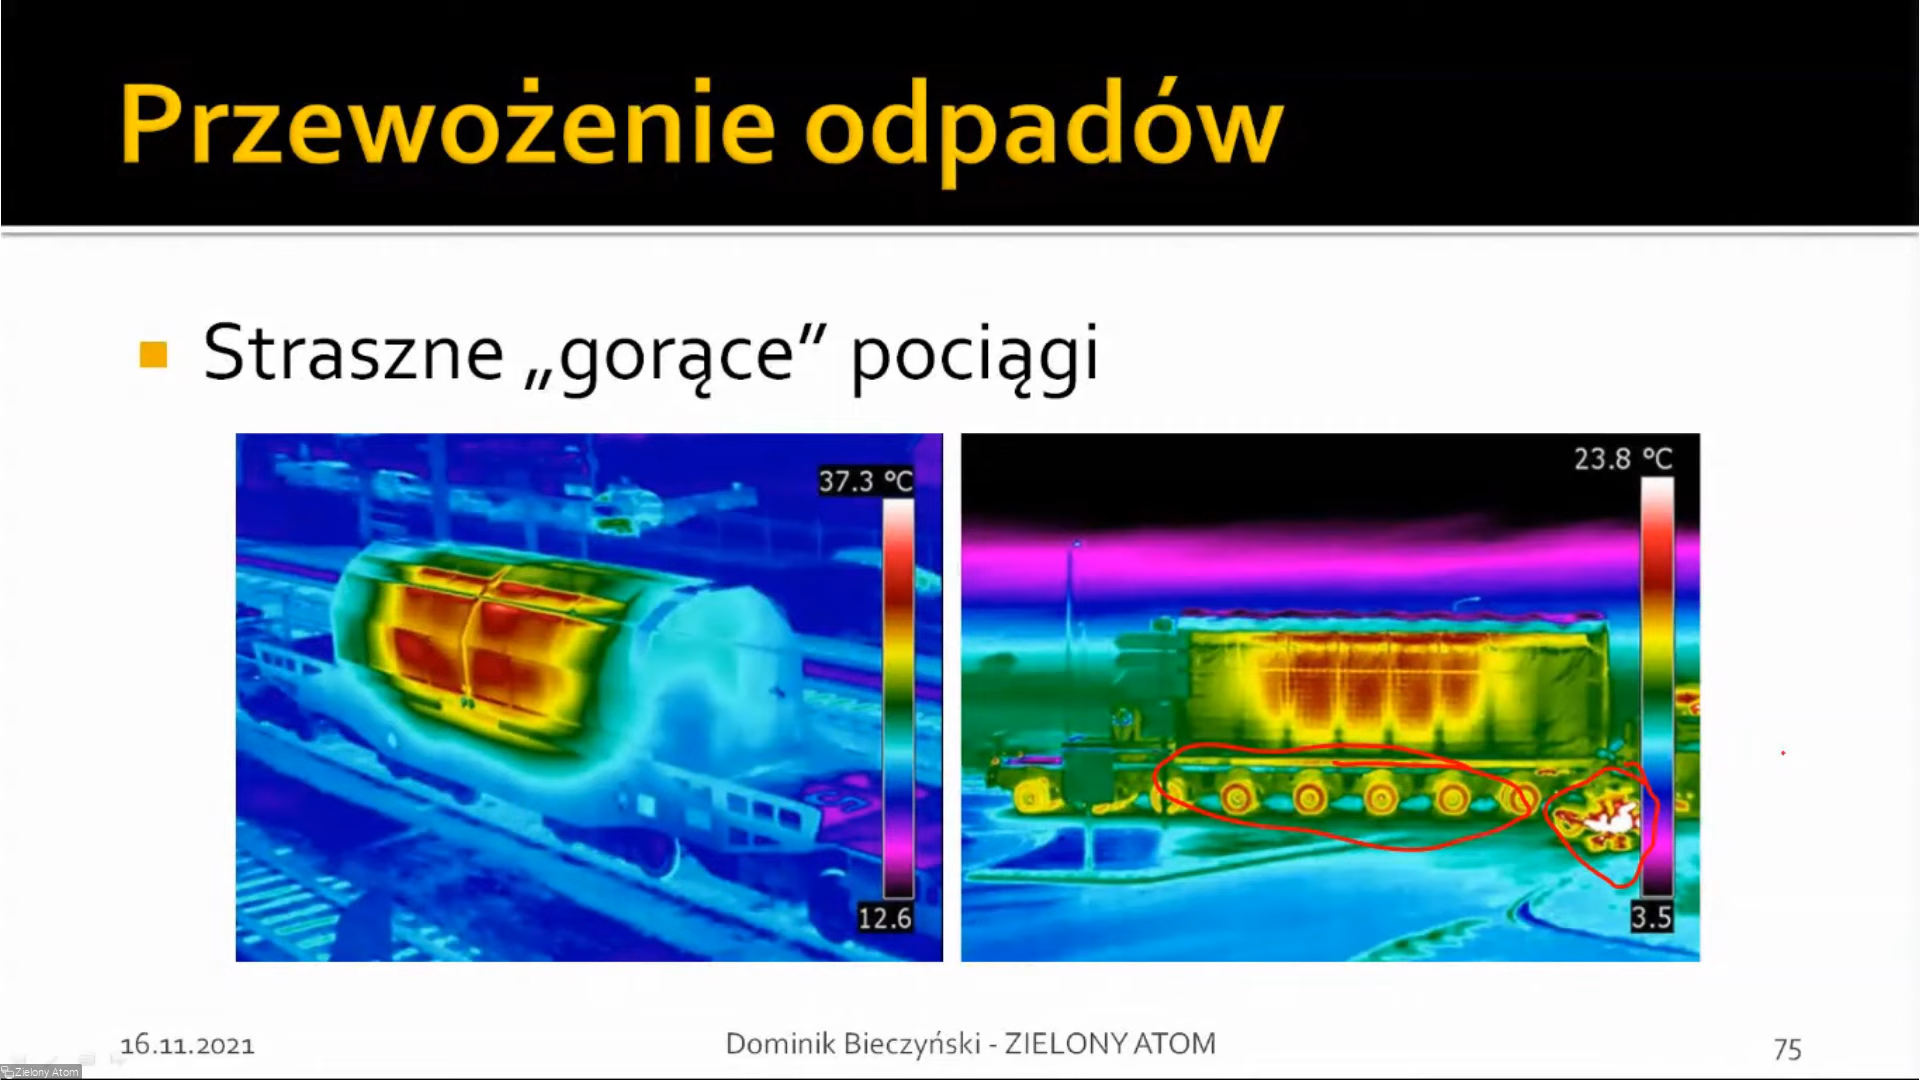 Przewożenie odpadów
Straszne „gorące” pociągi
37.3 °C
12.6
23.8 °C
3.5
16.11.2021
Dominik Bieczyński - ZIELONY ATOM
75
Zielony Atom